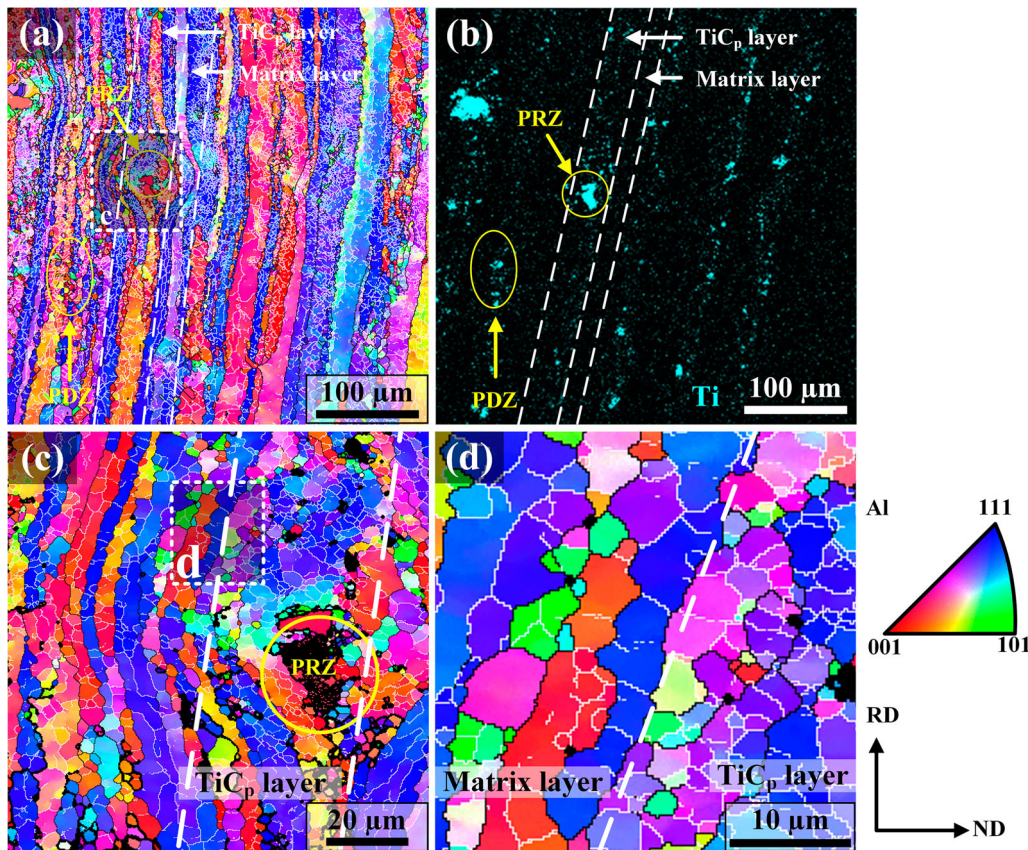 (a)
TiCp layer
Matrix layer
PRZ
c
PDZ
100 μm
(b)
TiCp layer
Matrix layer
PRZ
PDZ
Ti
100 μm
(c)
d
PRZ
TiCp layer
20 μm
(d)
Matrix layer
TiCp layer
10 μm
Al
111
001
101
RD
ND